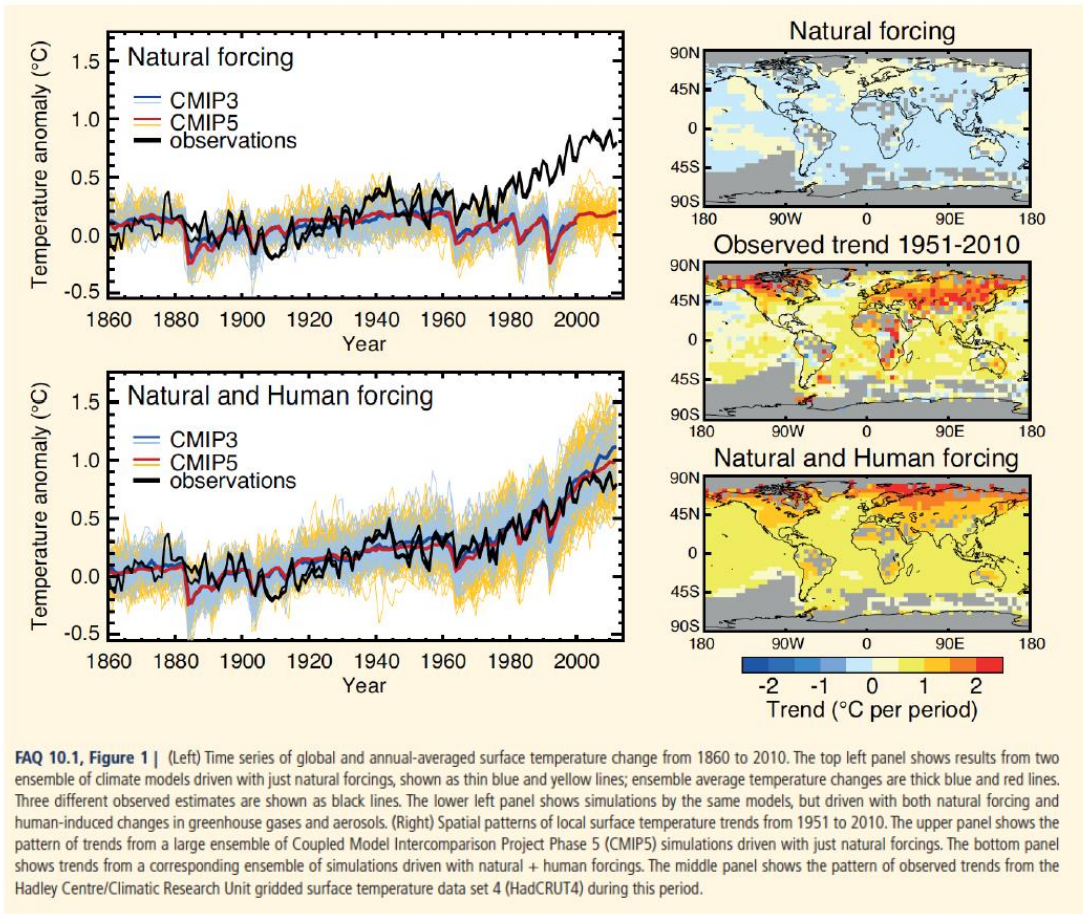 Natural forcing
CMIP3
CMIP5
observations
Temperature anomaly (°C)
1.5
1.0
0.5
0.0
-0.5
1860 1880 1900 1920 1940 1960 1980 2000
Year
Natural and Human forcing
CMIP3
CMIP5
observations
Temperature anomaly (°C)
1.5
1.0
0.5
0.0
-0.5
1860 1880 1900 1920 1940 1960 1980 2000
Year
Natural forcing
90N
45N
0
45S
90S
180 90W 0 90E 180
Observed trend 1951-2010
90N
45N
0
45S
90S
180 90W 0 90E 180
Natural and Human forcing
90N
45N
0
45S
90S
180 90W 0 90E 180
-2 -1 0 1 2
Trend (°C per period)
FAQ 10.1, Figure 1 | (Left) Time series of global and annual-averaged surface temperature change from 1860 to 2010. The top left panel shows results from two
ensemble of climate models driven with just natural forcings, shown as thin blue and yellow lines; ensemble average temperature changes are thick blue and red lines.
Three different observed estimates are shown as black lines. The lower left panel shows simulations by the same models, but driven with both natural forcing and
human-induced changes in greenhouse gases and aerosols. (Right) Spatial patterns of local surface temperature trends from 1951 to 2010. The upper panel shows the
pattern of trends from a large ensemble of Coupled Model Intercomparison Project Phase 5 (CMIP5) simulations driven with just natural forcings. The bottom panel
shows trends from a corresponding ensemble of simulations driven with natural + human forcings. The middle panel shows the pattern of observed trends from the
Hadley Centre/Climatic Research Unit gridded surface temperature data set 4 (HadCRUT4) during this period.